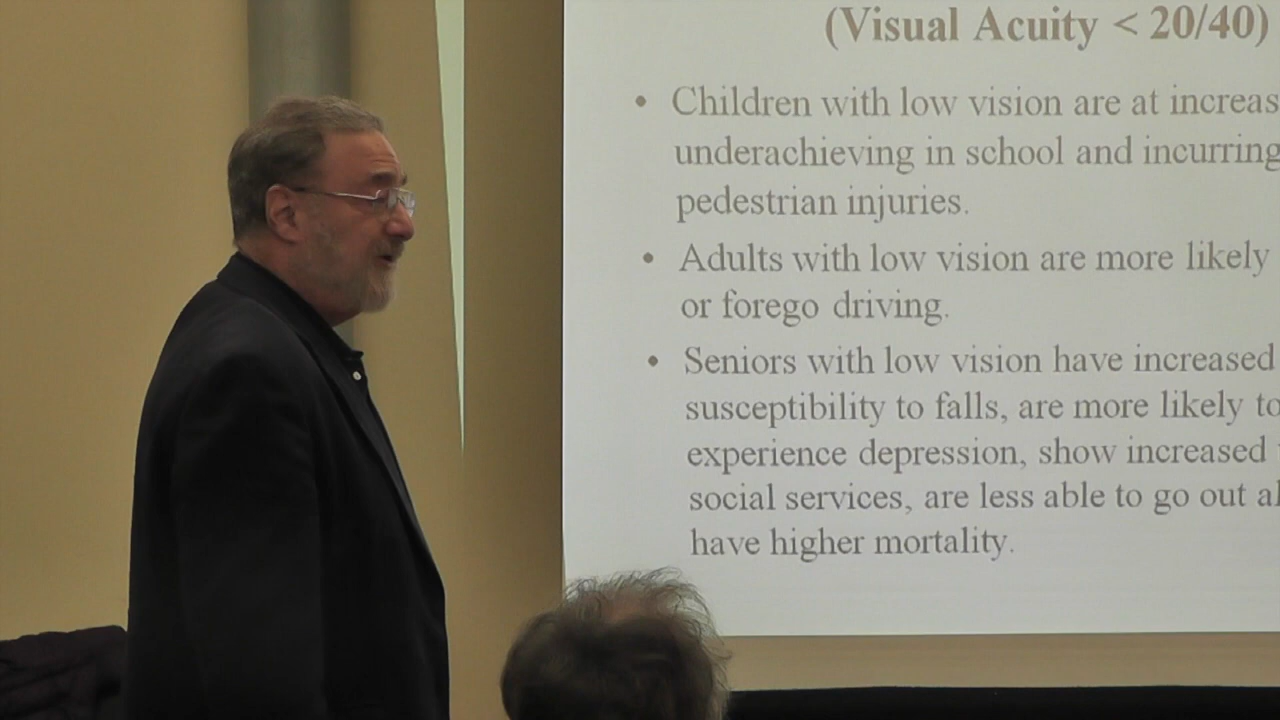 (Visual Acuity < 20/40)
• Children with low vision are at increas
underachieving in school and incurring
pedestrian injuries.
• Adults with low vision are more likely
or forego driving.
• Seniors with low vision have increased
susceptibility to falls, are more likely to
experience depression, show increased
social services, are less able to go out al
have higher mortality.